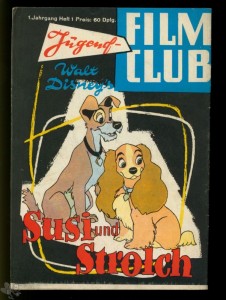 1. Jahrgang Heft 1 Preis: 60 Dpfg.
FILM
CLUB
Jugend-
Walt
Disney's
Susi und
Strolch